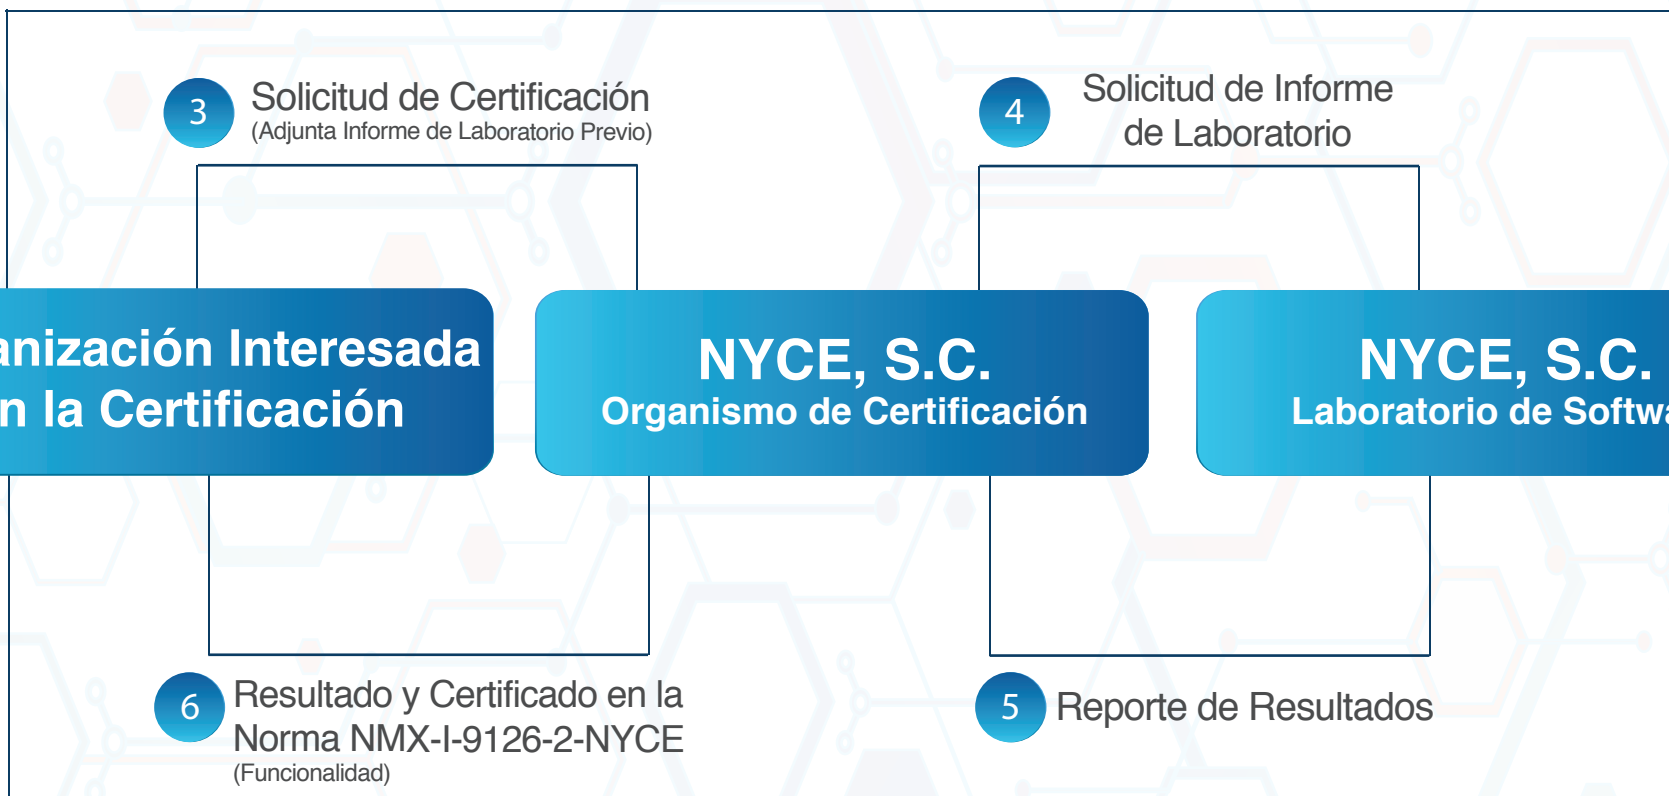 3
Solicitud de Certificación
(Adjunta Informe de Laboratorio Previo)
4
Solicitud de Informe
de Laboratorio
anización Interesada
n la Certificación
NYCE, S.C.
Organismo de Certificación
NYCE, S.C.
Laboratorio de Softwa
6
Resultado y Certificado en la
Norma NMX-I-9126-2-NYCE
(Funcionalidad)
5
Reporte de Resultados